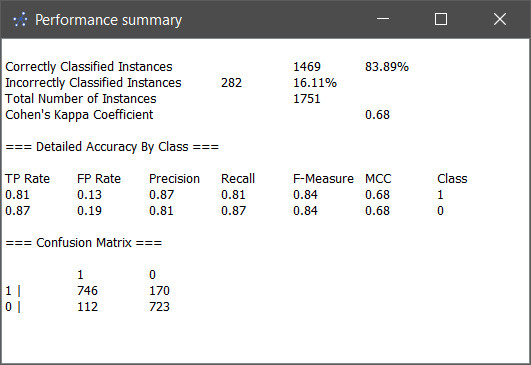 Performance summary
Correctly Classified Instances 1469 83.89%
Incorrectly Classified Instances 282 16.11%
Total Number of Instances 1751
Cohen's Kappa Coefficient 0.68
=== Detailed Accuracy By Class ===
TP Rate FP Rate Precision Recall F-Measure MCC Class
0.81 0.13 0.87 0.81 0.84 0.68 1
0.87 0.19 0.81 0.87 0.84 0.68 0
=== Confusion Matrix ===
1 0
1 | 746 170
0 | 112 723